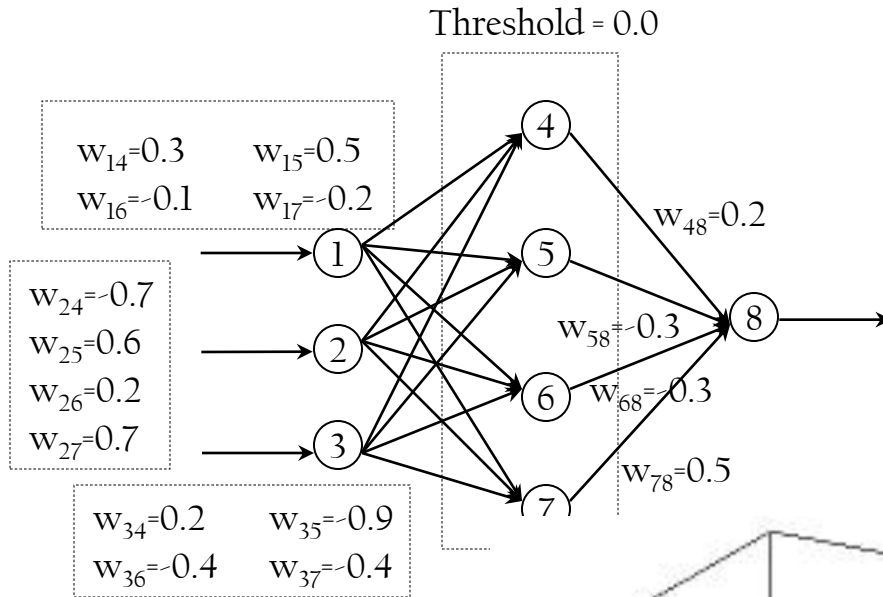 Threshold = 0.0
4
w14=0.3 w15=0.5
w16=-0.1 w17=-0.2
w48=0.2
1
5
w24=-0.7
w25=0.6
w26=0.2
w27=0.7
8
w58=-0.3
2
6
w68=-0.3
3
w78=0.5
7
w34=0.2 w35=-0.9
w36=-0.4 w37=-0.4